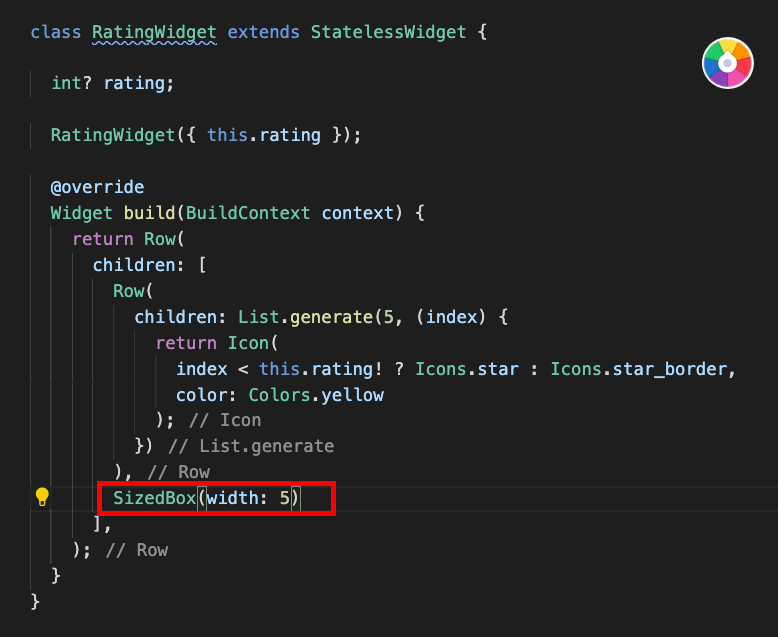 class RatingWidget extends StatelessWidget {
int? rating;
RatingWidget({ this.rating });
@override
Widget build(BuildContext context) {
return Row(
children: [
Row(
children: List.generate(5, (index) {
return Icon(
index < this.rating! ? Icons.star : Icons.star_border,
color: Colors.yellow
); // Icon
}) // List.generate
), // Row
SizedBox(width: 5)
],
); // Row
}
}